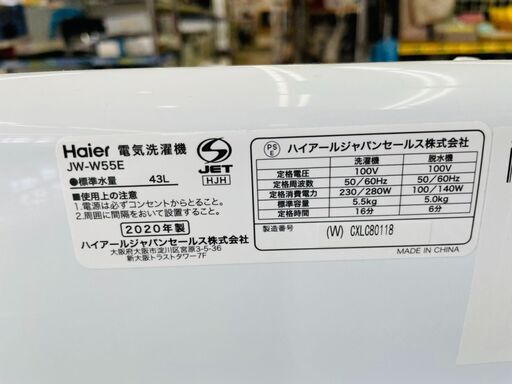 Haier 電気洗濯機
JW-W55E
JET
HJH
●標準水量 43L
■使用上の注意
1.電源は必ずコンセントからとること。
2.周囲に間隔をおいて設置すること。
2020年製
ハイアールジャパンセールス株式会社
大阪府大阪市淀川区宮原3-5-36
新大阪トラストタワー7F
PS
E
ハイアールジャパンセールス株式会社
洗濯機 脱水機
定格電圧 100V 100V
定格周波数 50/60Hz 50/60Hz
定格消費電力 230/280W 100/140W
標準容量 5.5kg 5.0kg
定格時間 16分 6分
製造番号 (W) CXLC80118
MADE IN CHINA